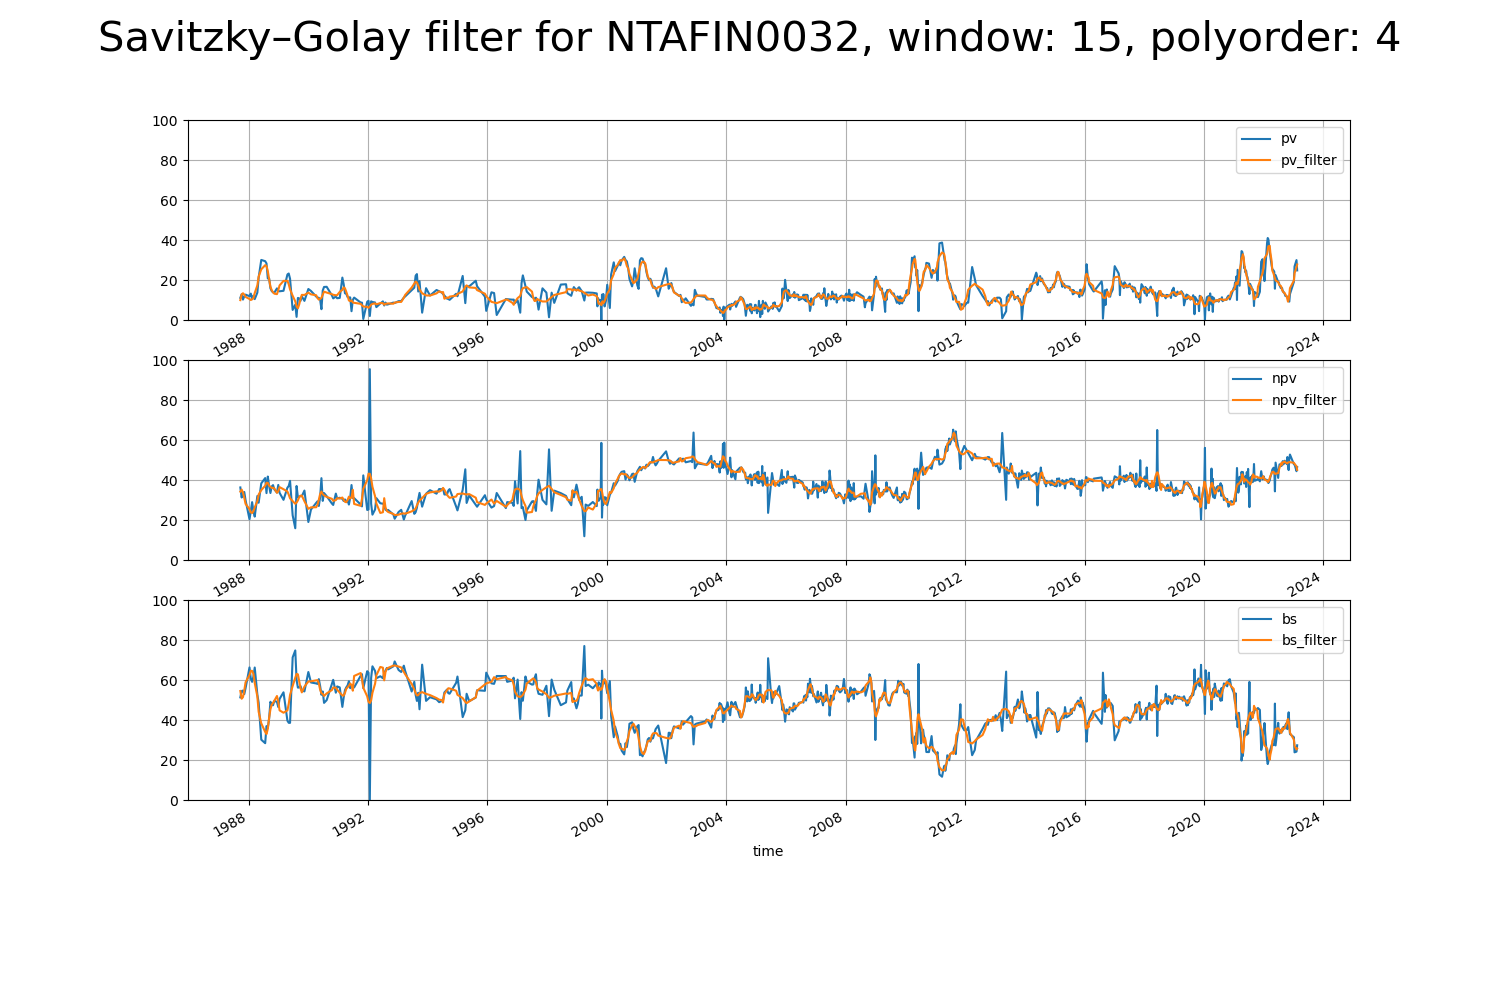 Savitzky–Golay filter for NTAFIN0032, window: 15, polyorder: 4
100
80
60
40
20
0
pv
pv_filter
1988 1992 1996 2000 2004 2008 2012 2016 2020 2024
100
80
60
40
20
0
npv
npv_filter
1988 1992 1996 2000 2004 2008 2012 2016 2020 2024
100
80
60
40
20
0
bs
bs_filter
1988 1992 1996 2000 2004 2008 2012 2016 2020 2024
time